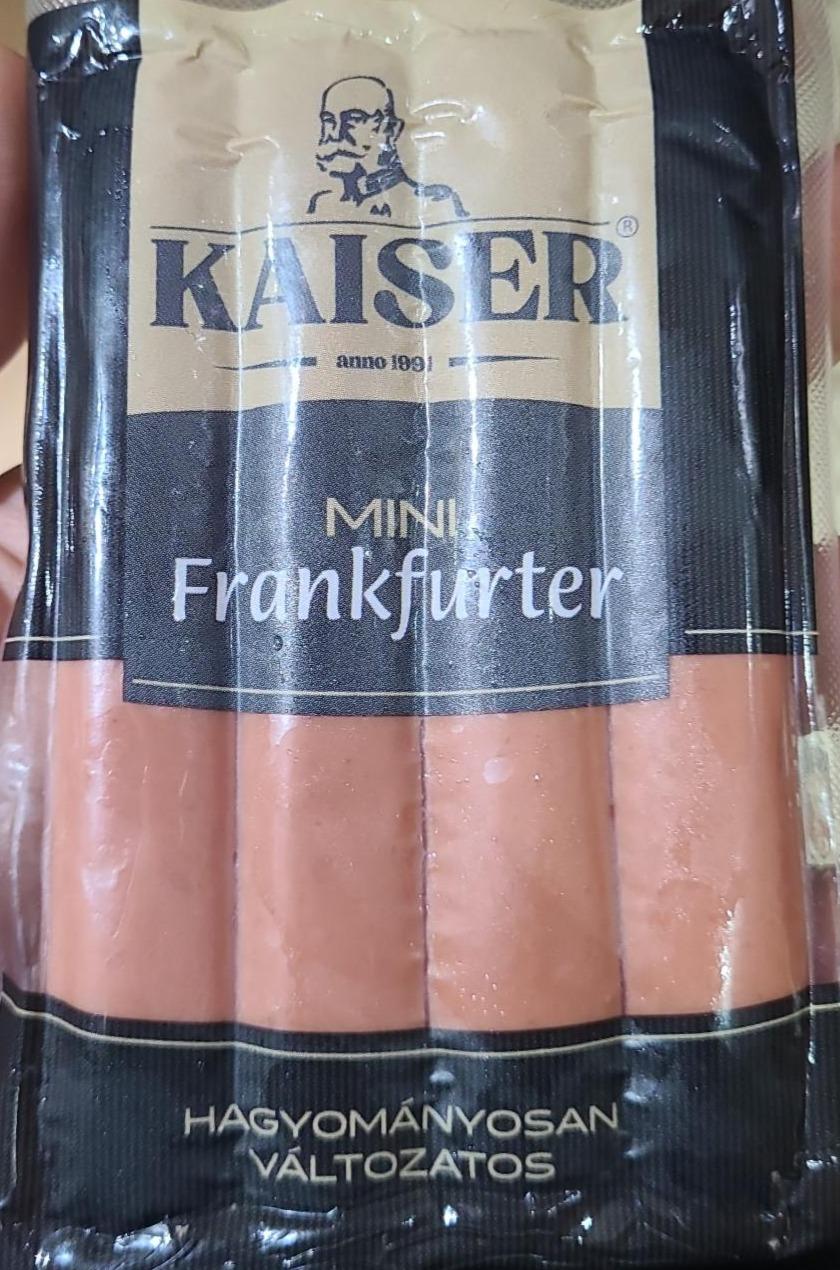 KAISER®
anno 1991
MINI
Frankfurter
HAGYOMÁNYOSAN
VÁLTOZATOS